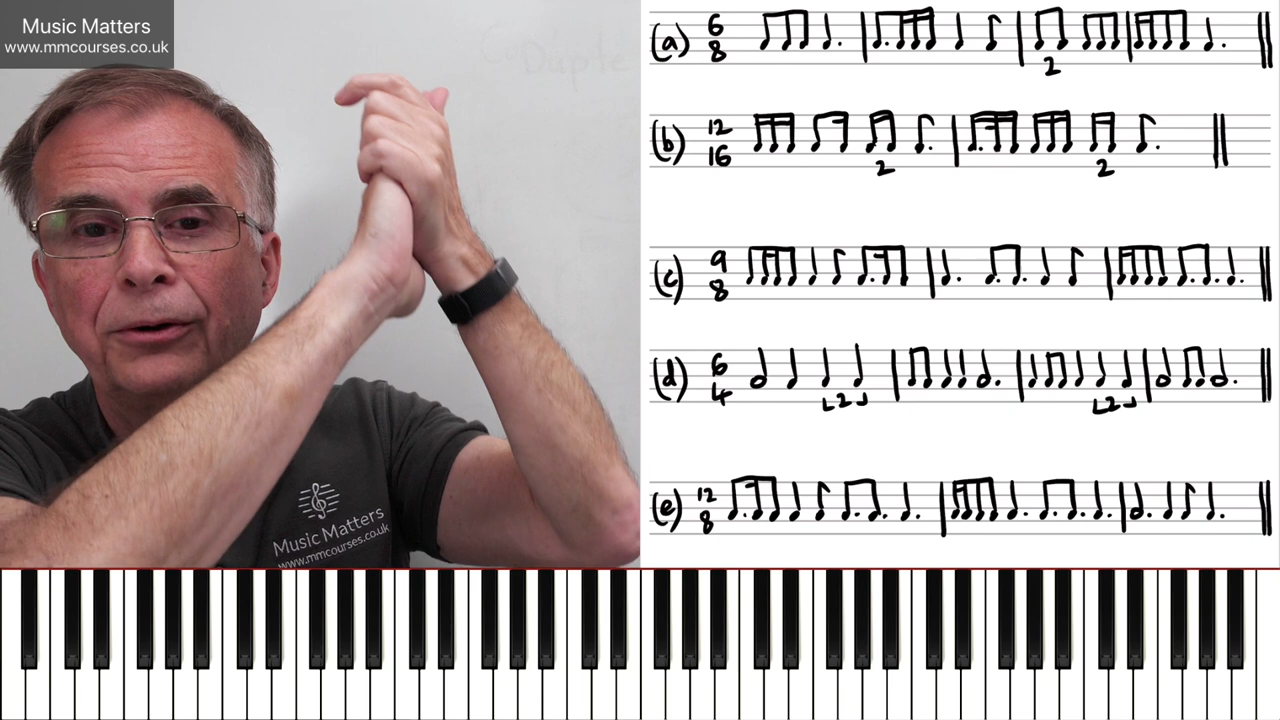 Music Matters
www.mmcourses.co.uk
Duple
(a) 6 8
2
(b) 12 16
2 2
(c) 9 8
(d) 6 4
2 2
(e) 12 8
Music Matters
www.mmcourses.co.uk